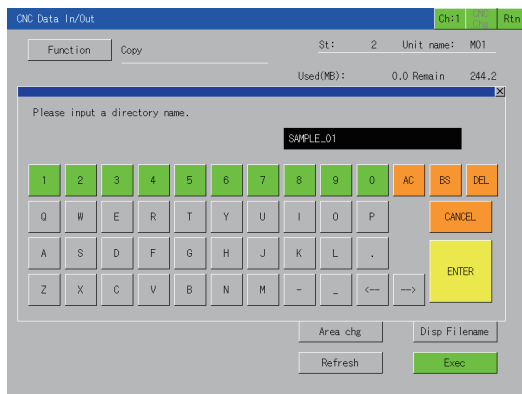 CNC Data In/Out Ch:1 CNC Chg Rtn
Function Copy St: 2 Unit name: M01
Used(MB): 0.0 Remain 244.2
Please input a directory name.
SAMPLE_01
1 2 3 4 5 6 7 8 9 0 AC BS DEL
Q W E R T Y U I O P CANCEL
A S D F G H J K L .
ENTER
Z X C V B N M - _ <-- -->
Area chg Disp Filename
Refresh Exec